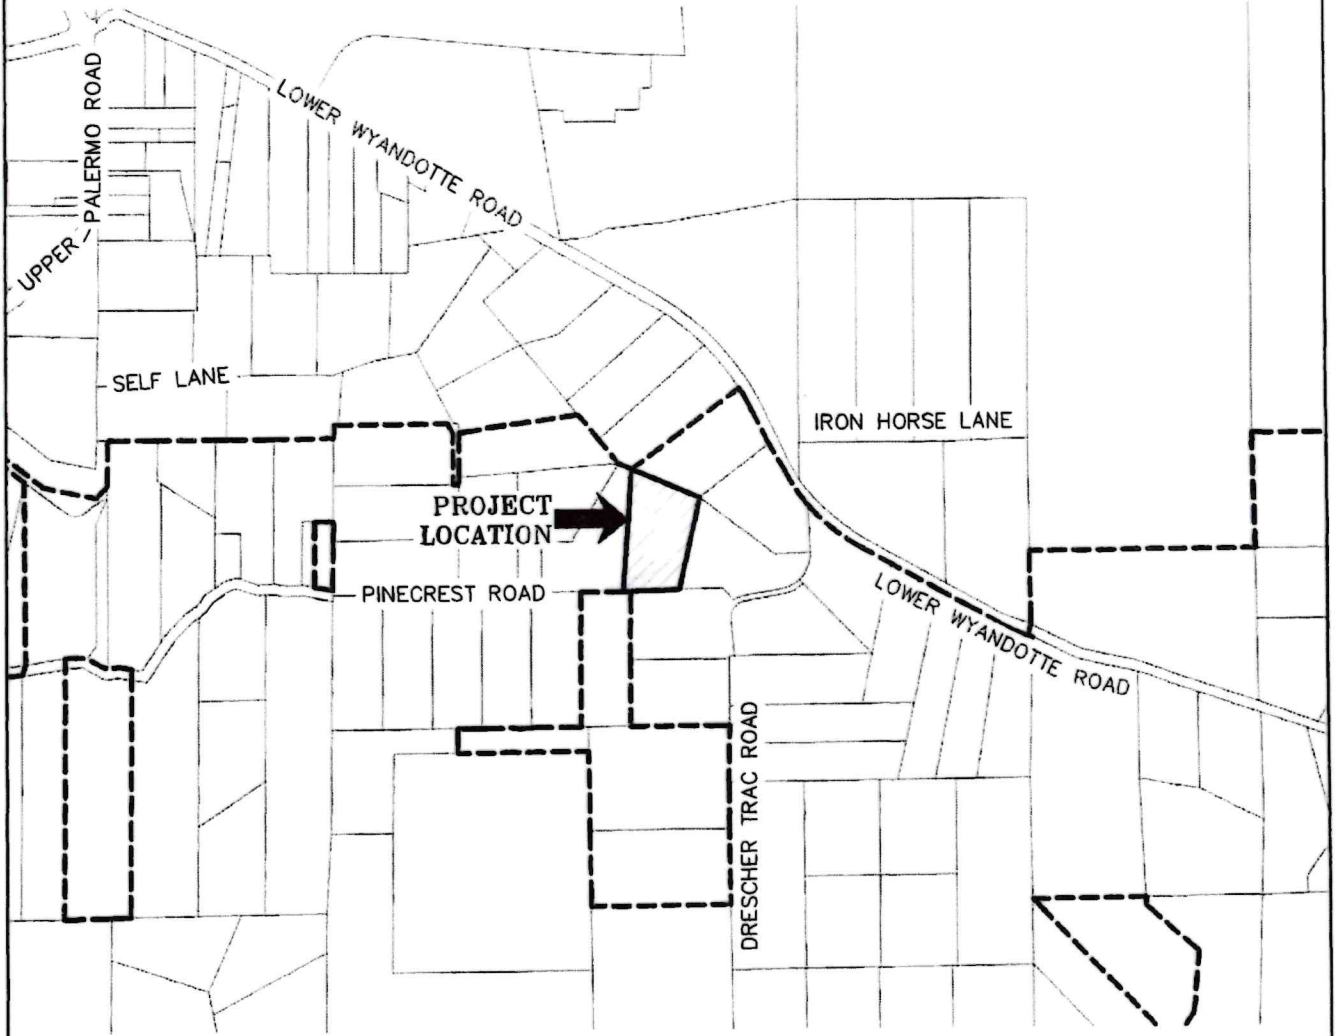 LOWER WYANDOTTE ROAD
UPPER PALERMO ROAD
SELF LANE
IRON HORSE LANE
PROJECT
LOCATION
PINECREST ROAD
LOWER WYANDOTTE ROAD
DRESCHER TRAC ROAD